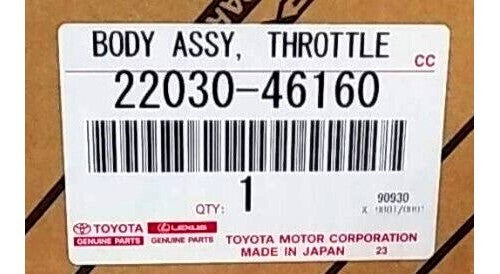 BODY ASSY, THROTTLE
CC
22030-46160
QTY: 1
90930
TOYOTA
GENUINE PARTS
LEXUS
GENUINE PARTS
TOYOTA MOTOR CORPORATION
MADE IN JAPAN 23